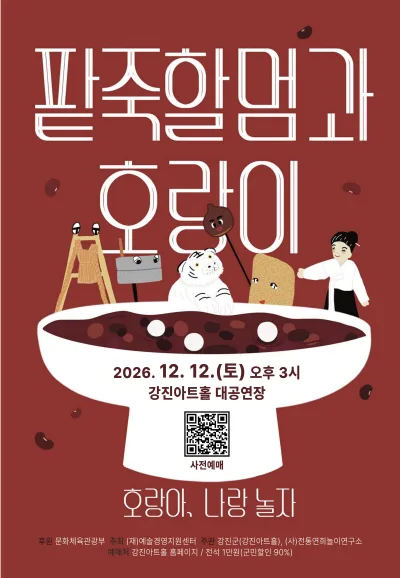 팥죽할멈과
호랑이
2026. 12. 12.(토) 오후 3시
강진아트홀 대공연장
사전예매
호랑아, 나랑 놀자
후원 문화체육관광부 주최 (재)예술경영지원센터 주관 강진군(강진아트홀), (사)전통연희놀이연구소
예매처 강진아트홀 홈페이지 / 전석 1만원(군민할인 90%)